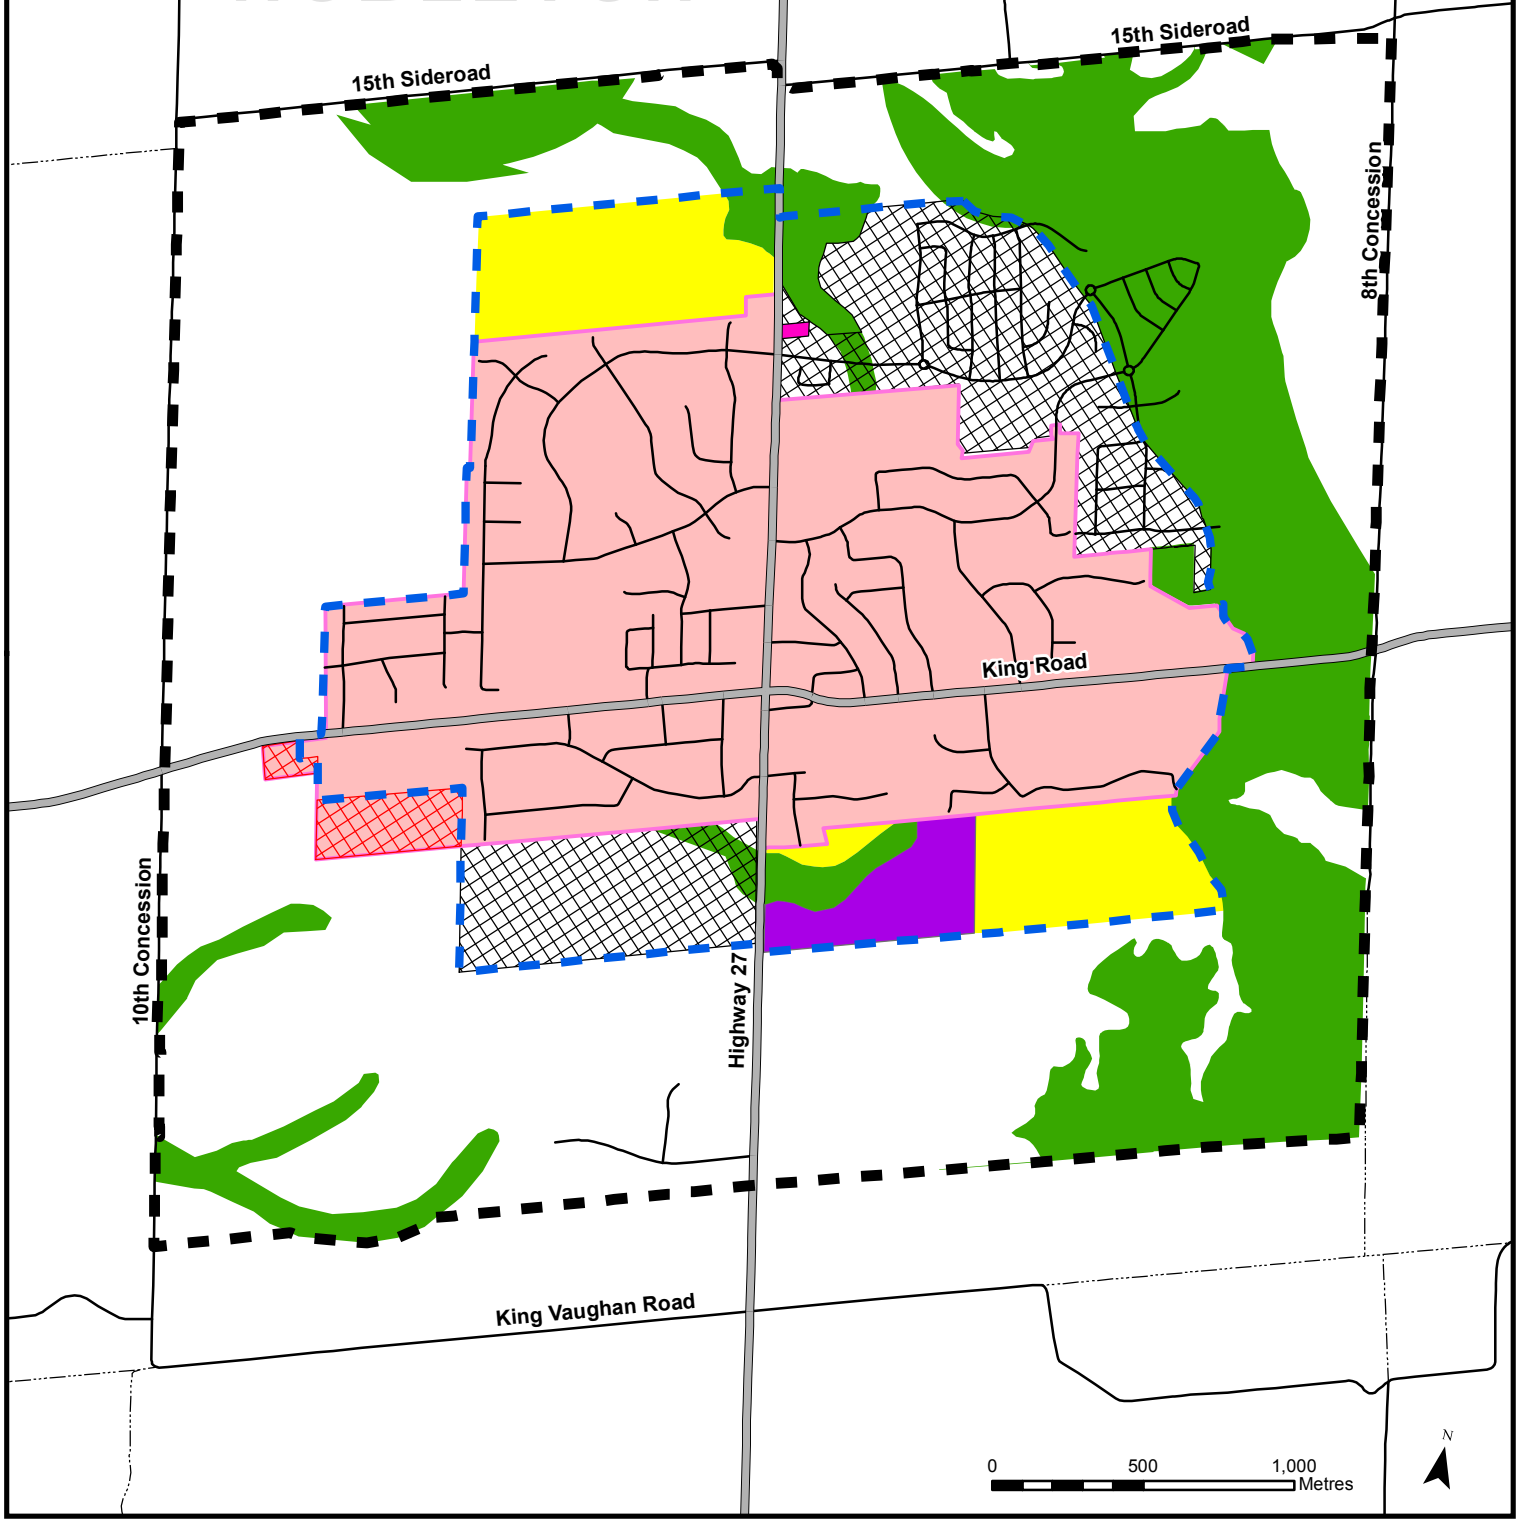 15th Sideroad
15th Sideroad
8th Concession
King Road
10th Concession
Highway 27
King Vaughan Road
N
0 500 1,000
Metres